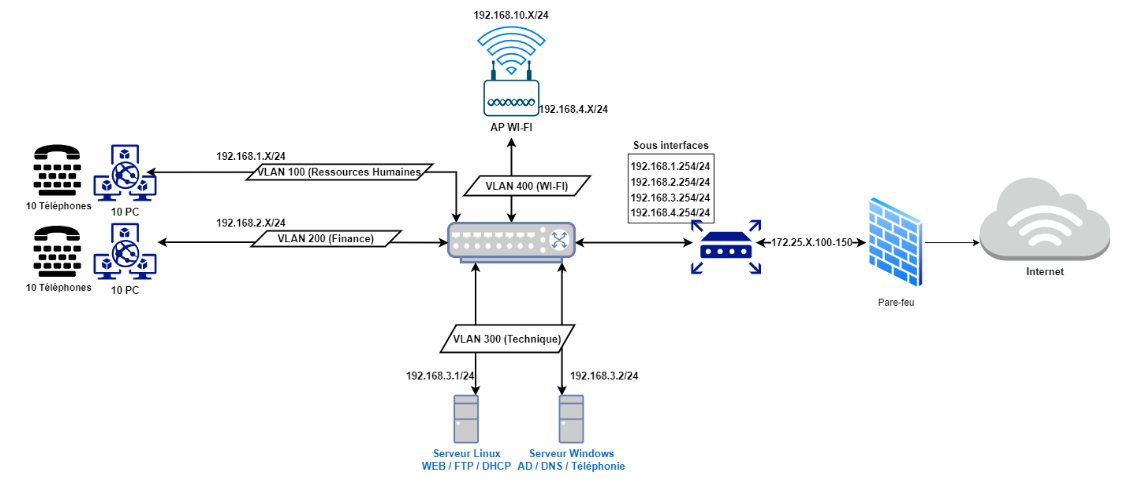 192.168.10.X/24
192.168.4.X/24
AP WI-FI
Sous interfaces
192.168.1.254/24
192.168.2.254/24
192.168.3.254/24
192.168.4.254/24
192.168.1.X/24
VLAN 100 (Ressources Humaines
VLAN 400 (WI-FI)
10 Téléphones
10 PC
192.168.2.X/24
VLAN 200 (Finance)
172.25.X.100-150
Internet
10 Téléphones
10 PC
Pare-feu
VLAN 300 (Technique)
192.168.3.1/24
192.168.3.2/24
Serveur Linux
WEB / FTP / DHCP
Serveur Windows
AD / DNS / Téléphonie